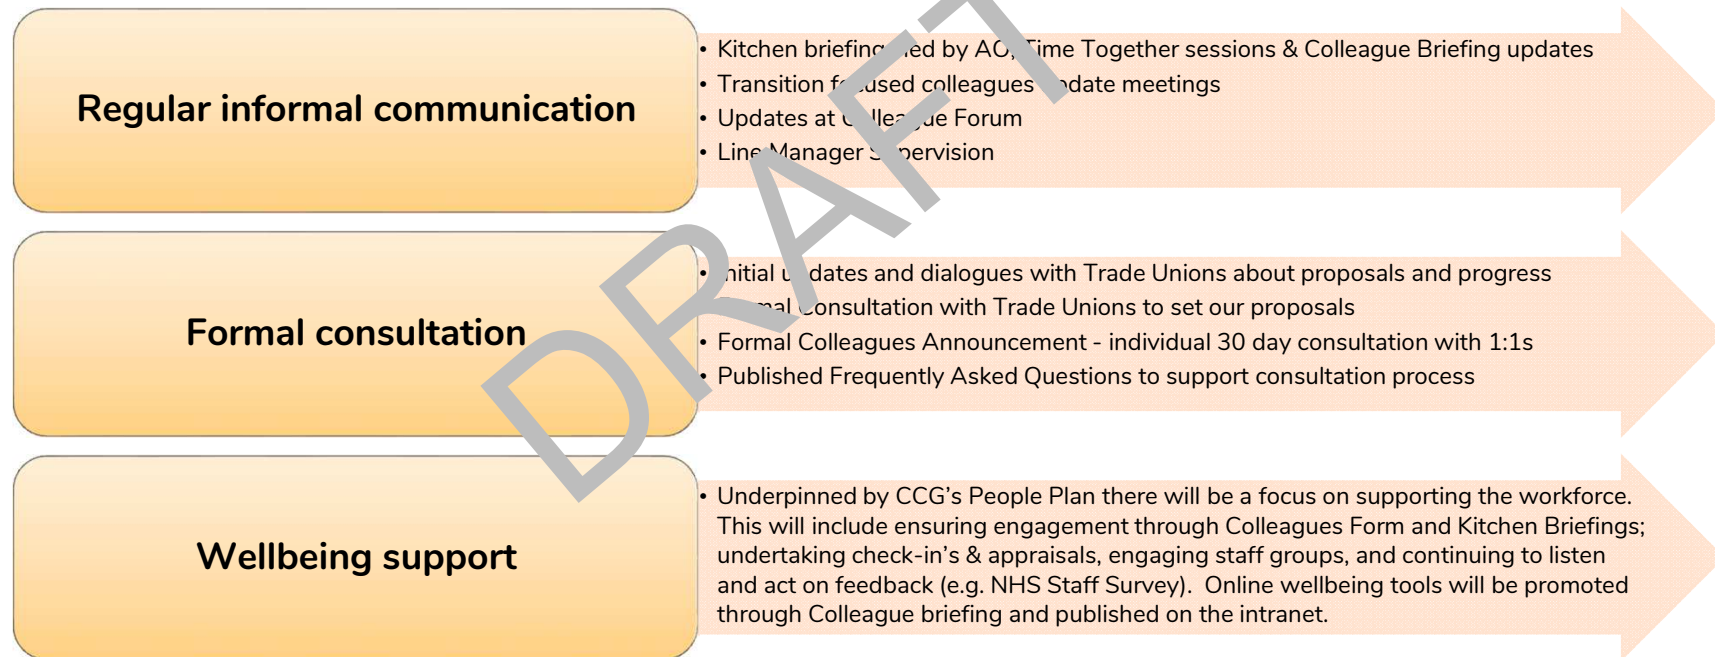 Regular informal communication
• Kitchen briefings led by AO, Time Together sessions & Colleague Briefing updates
• Transition focused colleagues update meetings
• Updates at Colleague Forum
• Line Manager Supervision
Formal consultation
• Initial updates and dialogues with Trade Unions about proposals and progress
• Formal Consultation with Trade Unions to set our proposals
• Formal Colleagues Announcement - individual 30 day consultation with 1:1s
• Published Frequently Asked Questions to support consultation process
Wellbeing support
• Underpinned by CCG’s People Plan there will be a focus on supporting the workforce.
This will include ensuring engagement through Colleagues Form and Kitchen Briefings;
undertaking check-in’s & appraisals, engaging staff groups, and continuing to listen
and act on feedback (e.g. NHS Staff Survey). Online wellbeing tools will be promoted
through Colleague briefing and published on the intranet.
DRAFT